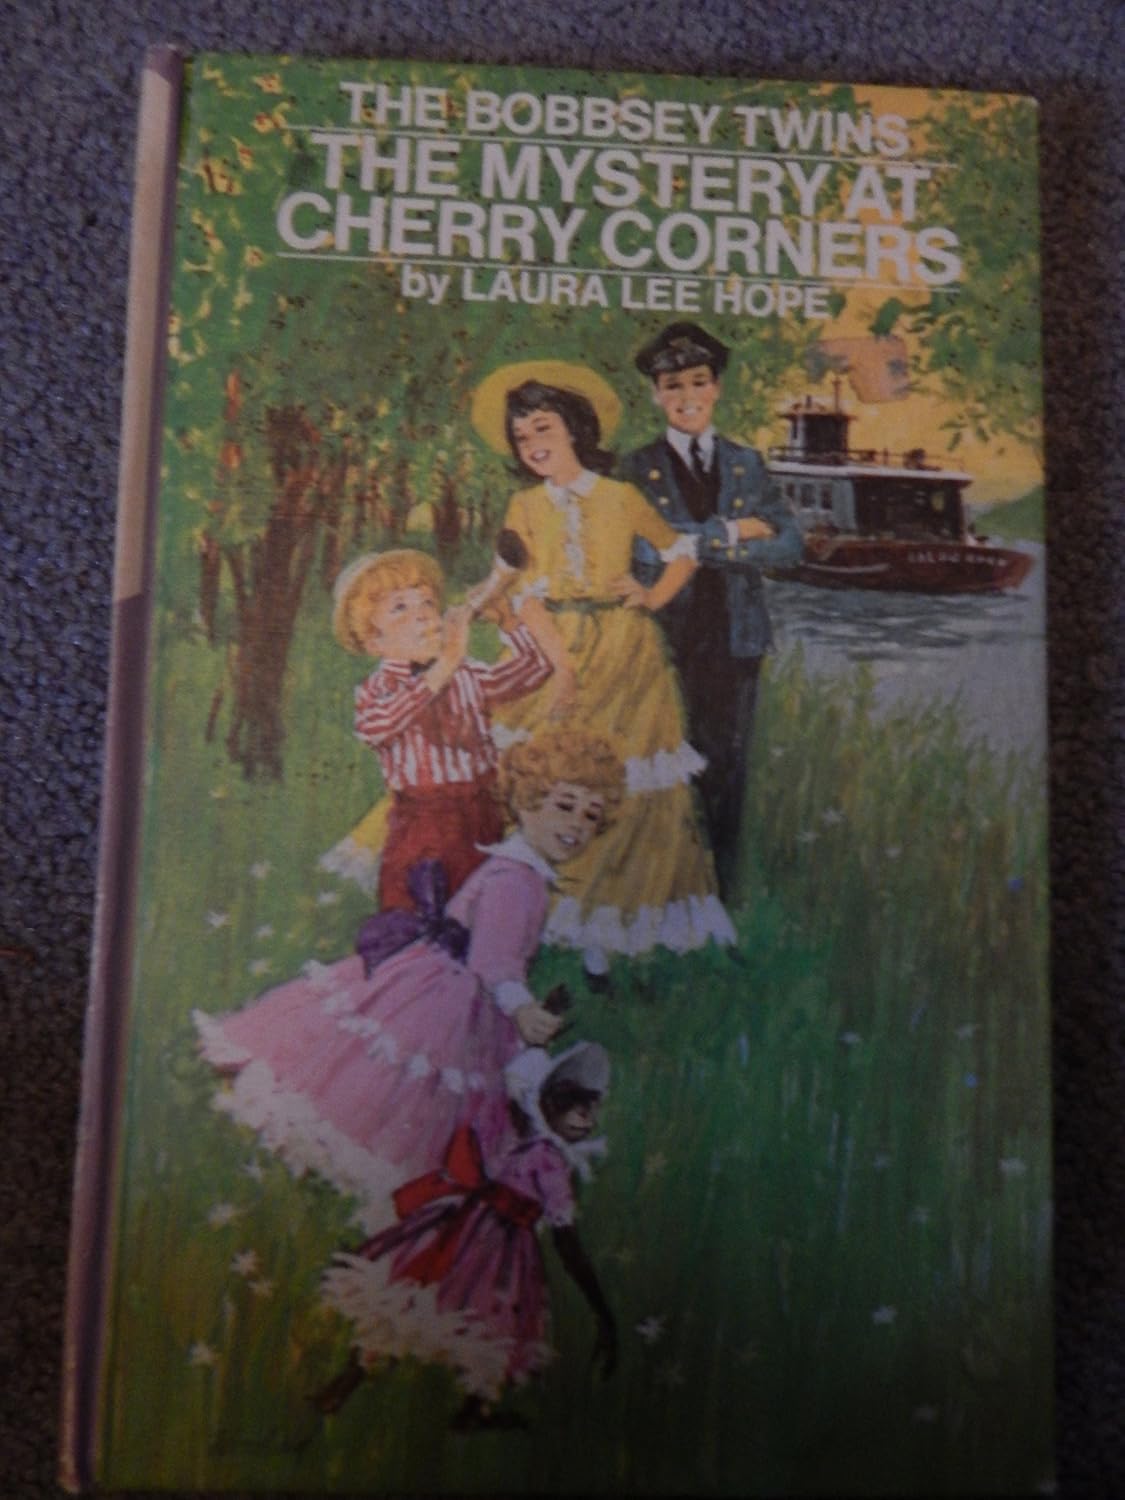 THE BOBBSEY TWINS
THE MYSTERY AT
CHERRY CORNERS
by LAURA LEE HOPE